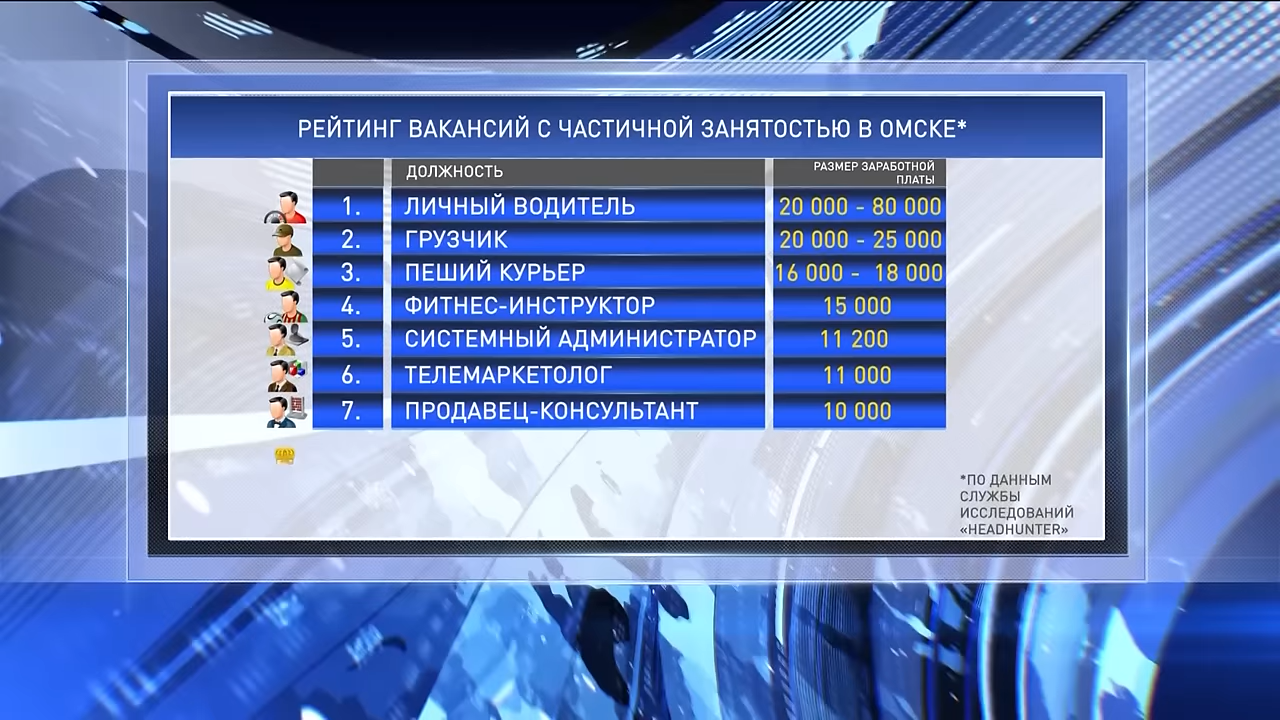 РЕЙТИНГ ВАКАНСИЙ С ЧАСТИЧНОЙ ЗАНЯТОСТЬЮ В ОМСКЕ*
ДОЛЖНОСТЬ
РАЗМЕР ЗАРАБОТНОЙ
ПЛАТЫ
1. ЛИЧНЫЙ ВОДИТЕЛЬ 20 000 - 80 000
2. ГРУЗЧИК 20 000 - 25 000
3. ПЕШИЙ КУРЬЕР 16 000 - 18 000
4. ФИТНЕС-ИНСТРУКТОР 15 000
5. СИСТЕМНЫЙ АДМИНИСТРАТОР 11 200
6. ТЕЛЕМАРКЕТОЛОГ 11 000
7. ПРОДАВЕЦ-КОНСУЛЬТАНТ 10 000
*ПО ДАННЫМ
СЛУЖБЫ
ИССЛЕДОВАНИЙ
«HEADHUNTER»